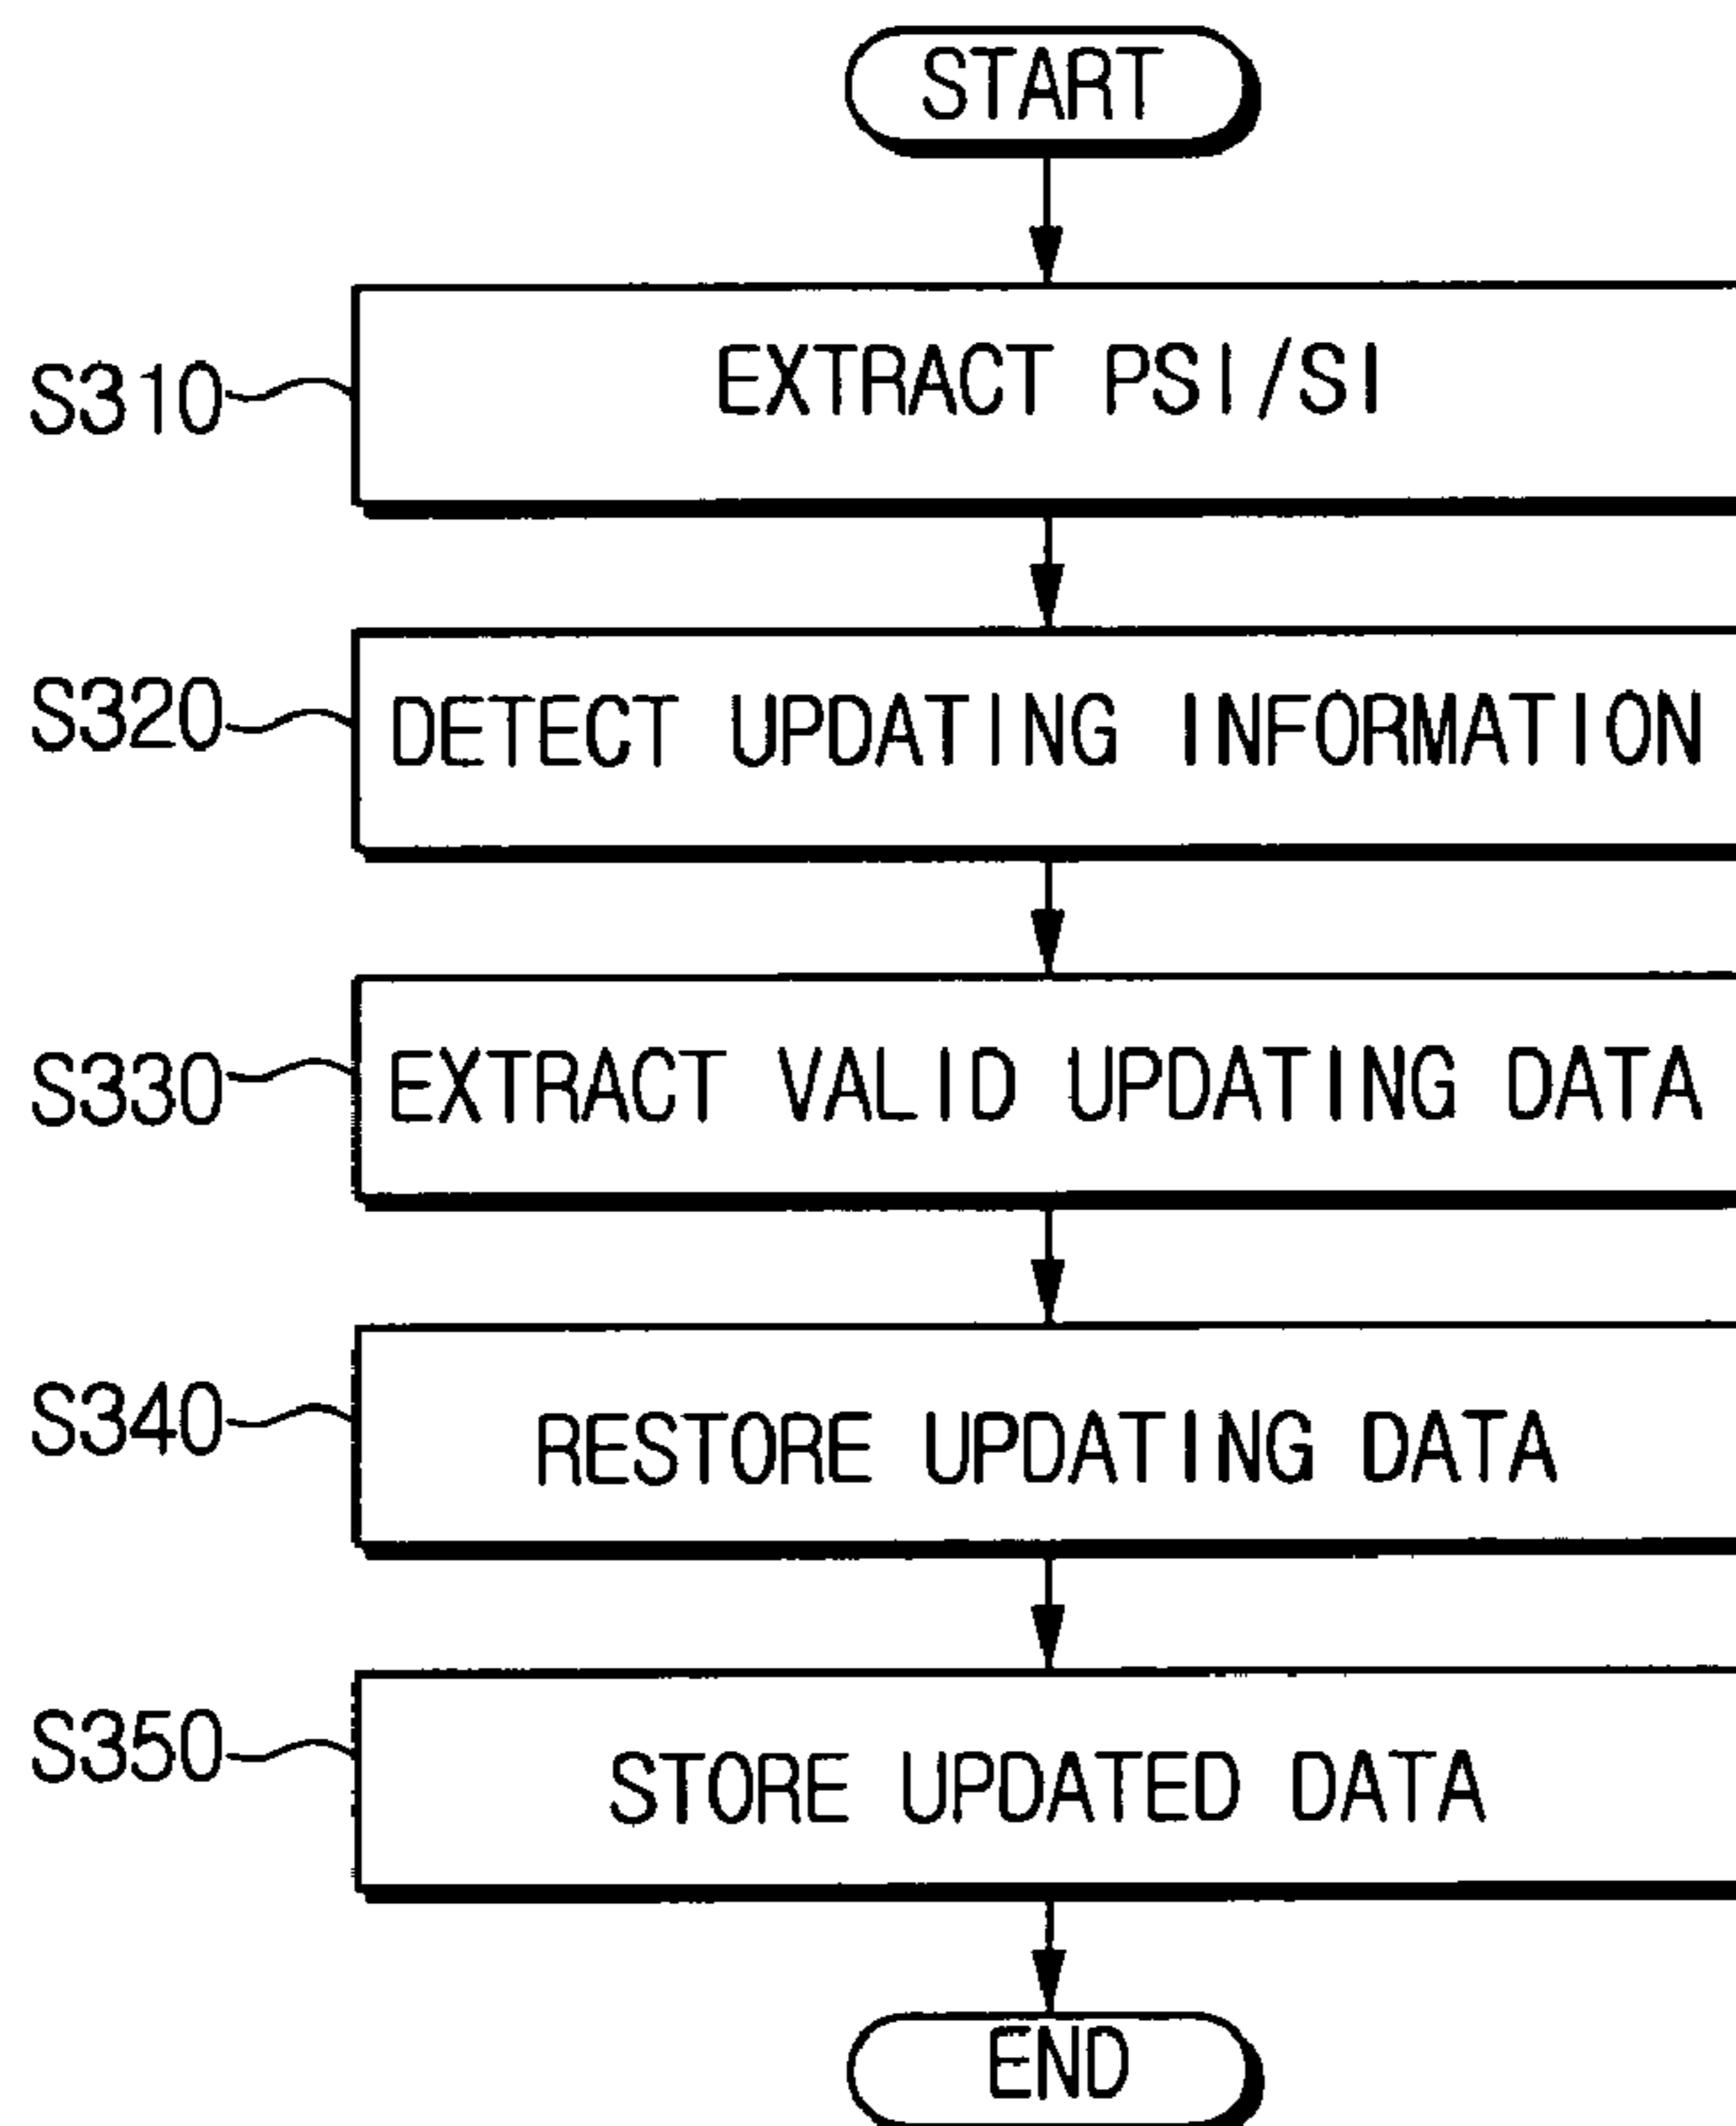 START
EXTRACT PSI/SI
S310
DETECT UPDATING INFORMATION
S320
EXTRACT VALID UPDATING DATA
S330
RESTORE UPDATING DATA
S340
STORE UPDATED DATA
S350
END